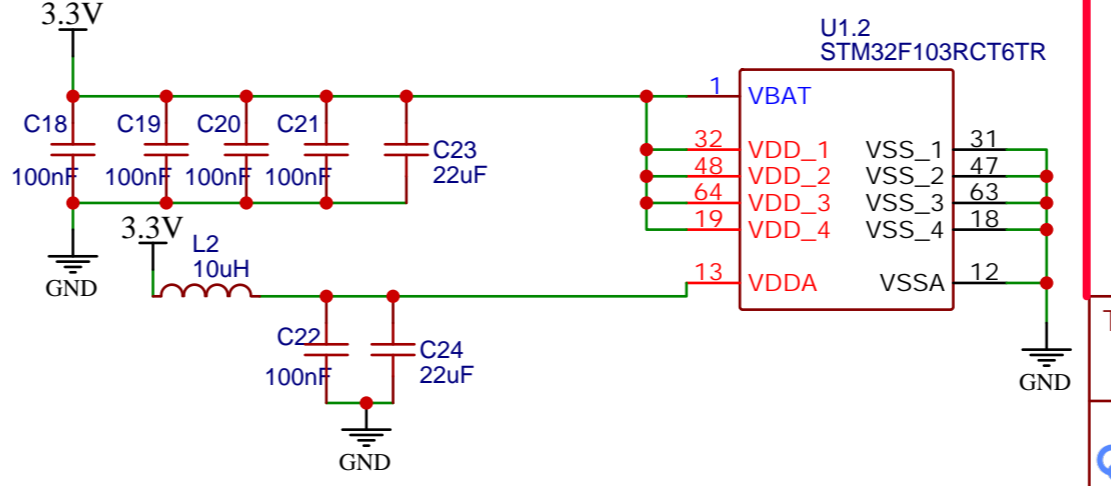 3.3V
U1.2
STM32F103RCT6TR
1 VBAT
C18 C19 C20 C21
100nF 100nF 100nF 100nF
C23
22uF
32 VDD_1 VSS_1 31
48 VDD_2 VSS_2 47
64 VDD_3 VSS_3 63
19 VDD_4 VSS_4 18
13 VDDA VSSA 12
3.3V
L2
10uH
GND
C22
100nF
C24
22uF
GND
GND
T